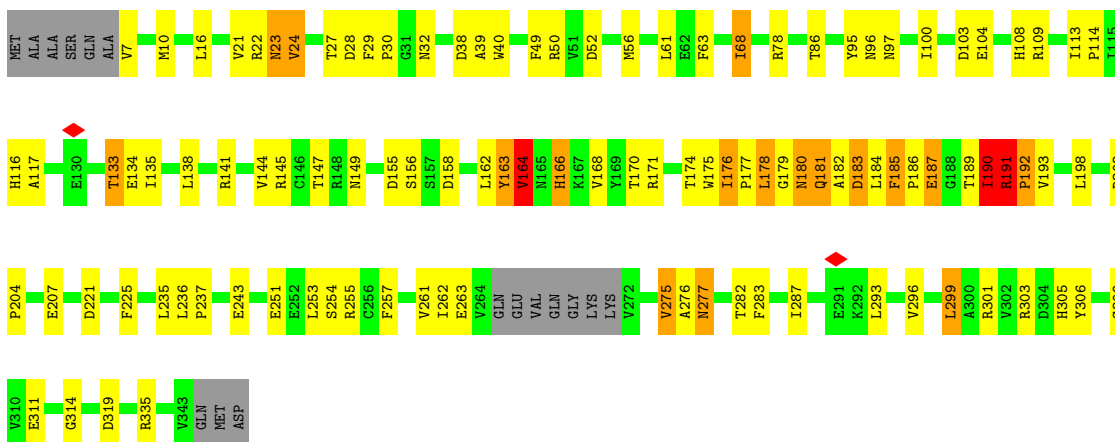 MET ALA ALA SER GLN ALA V7 M10 L16 V21 R22 N23 V24 T27 D28 F29 P30 G31 N32 D38 A39 W40 F49 R50 V51 D52 M56 L61 E62 F63 I68 R78 T86 Y95 N96 N97 I100 D103 E104 H108 R109 I113 P114 I115
H116 A117 E130 T133 E134 I135 L138 R141 V144 R145 C146 T147 R148 N149 D155 S156 S157 D158 L162 Y163 V164 N165 H166 K167 V168 Y169 T170 R171 T174 W175 I176 P177 L178 G179 N180 Q181 A182 D183 L184 F185 P186 E187 G188 T189 I190 R191 P192 V193 L198
P204 E207 D221 F225 L235 L236 P237 E243 E251 E252 L253 S254 R255 C256 F257 V261 I262 E263 V264 GLN GLU VAL GLN GLY LYS LYS V272 V275 A276 N277 T282 F283 I287 E291 K292 L293 V296 L299 A300 R301 V302 R303 D304 H305 Y306
V310 E311 G314 D319 R335 V343 GLN MET ASP